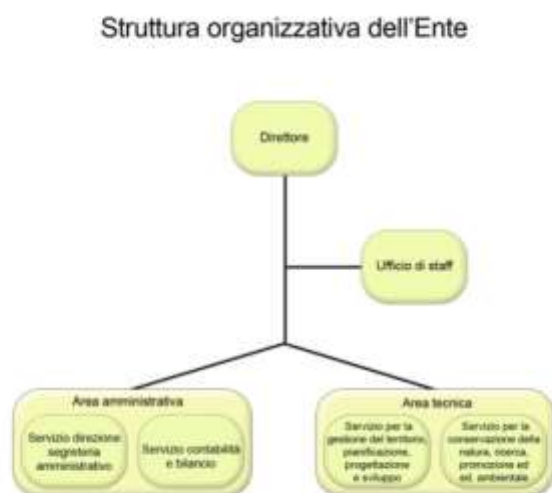 Struttura organizzativa dell'Ente
Direttore
Ufficio di staff
Area amministrativa
Servizio direzione
segreteria
amministrativo
Servizio contabilità
e bilancio
Area tecnica
Servizio per la
gestione del territorio,
pianificazione,
progettazione
e sviluppo
Servizio per la
conservazione della
natura, ricerca,
promozione ed
ed. ambientale